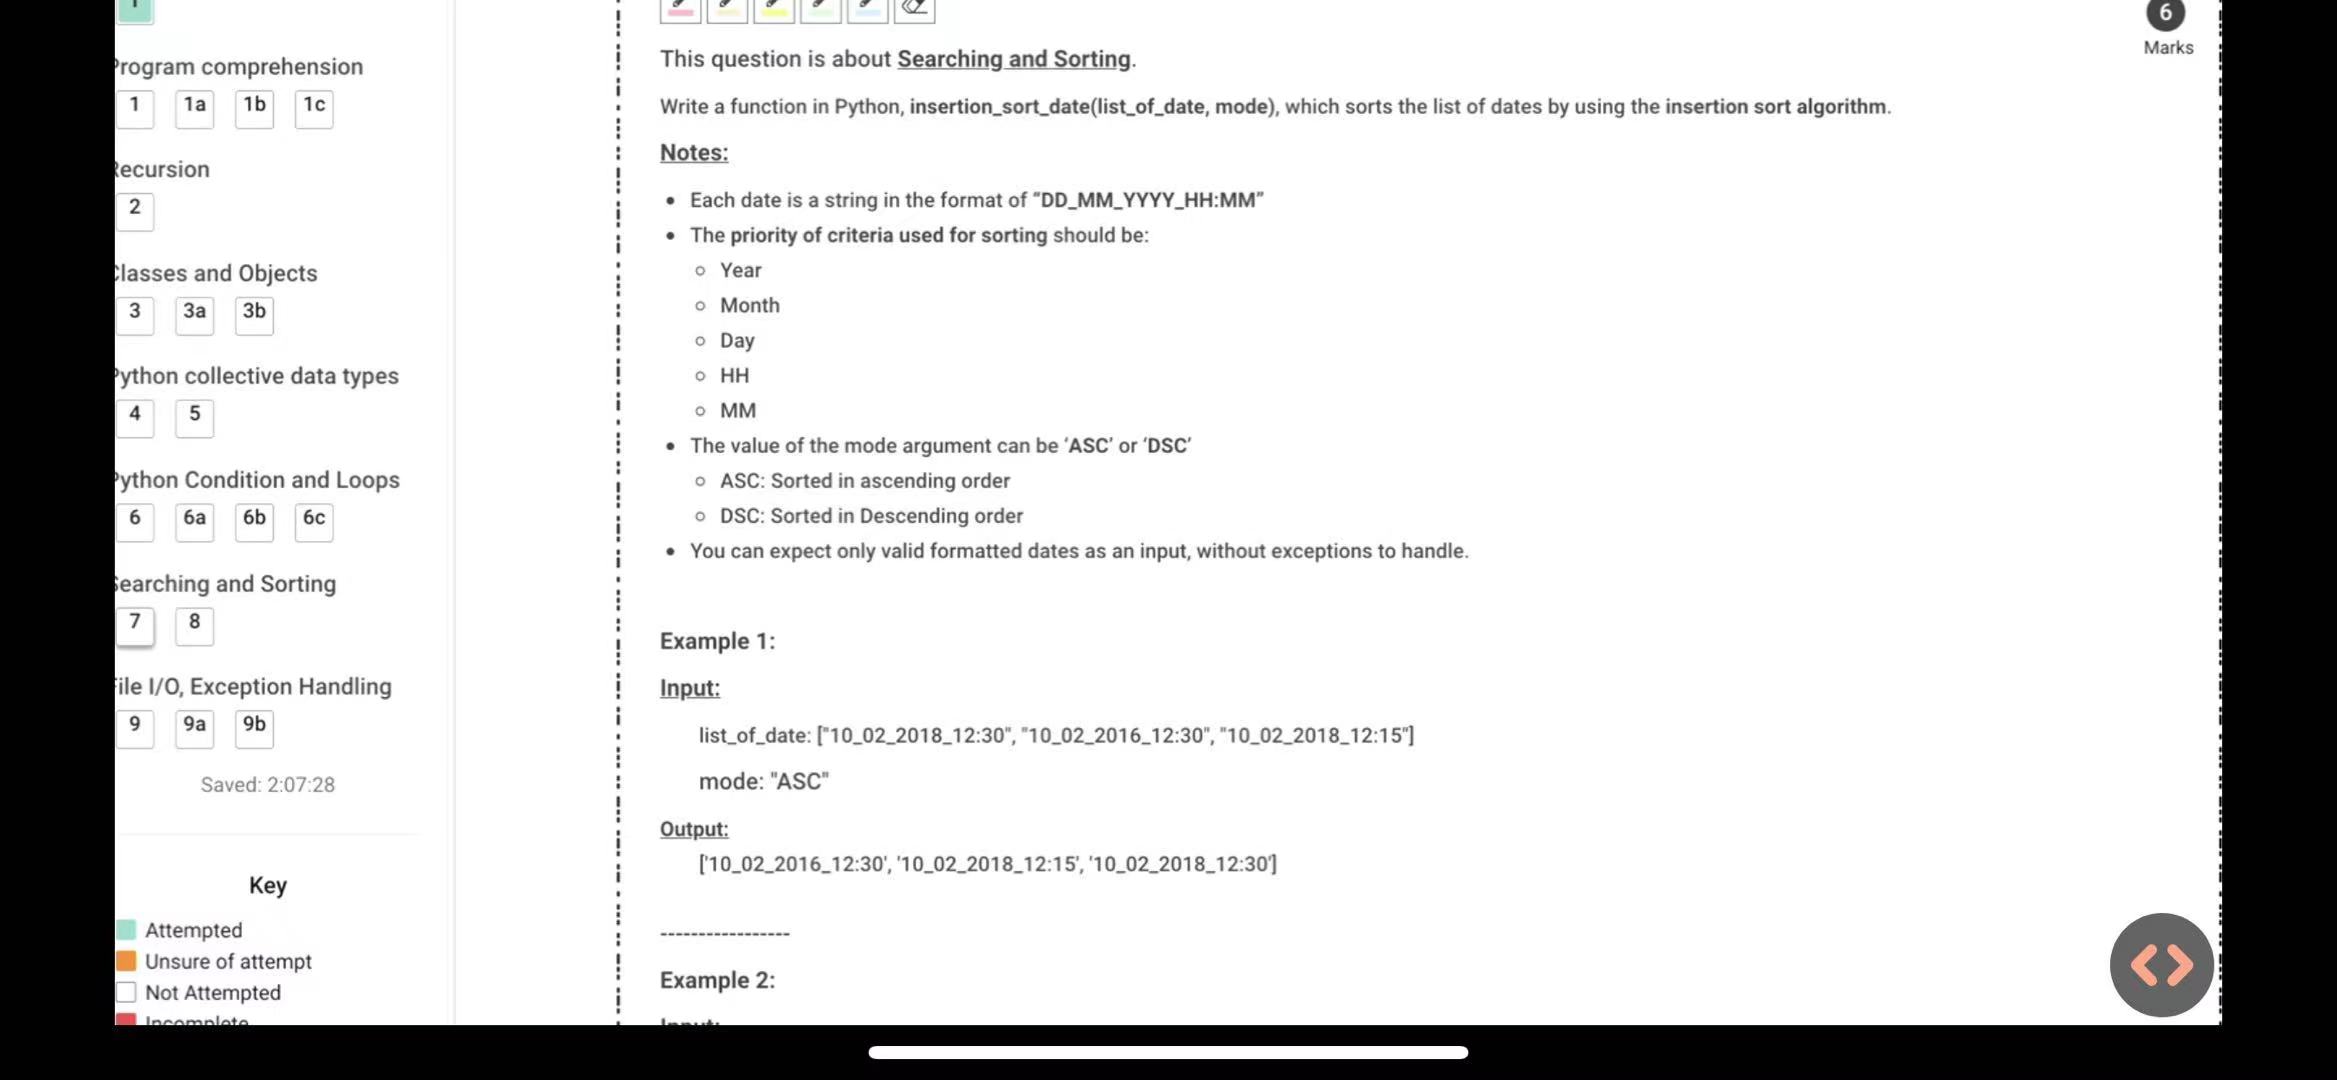 1
Program comprehension
1 1a 1b 1c
Recursion
2
Classes and Objects
3 3a 3b
Python collective data types
4 5
Python Condition and Loops
6 6a 6b 6c
Searching and Sorting
7 8
File I/O, Exception Handling
9 9a 9b
Saved: 2:07:28
Key
Attempted
Unsure of attempt
Not Attempted
Incomplete
6
Marks
This question is about Searching and Sorting.
Write a function in Python, insertion_sort_date(list_of_date, mode), which sorts the list of dates by using the insertion sort algorithm.
Notes:
• Each date is a string in the format of “DD_MM_YYYY_HH:MM”
• The priority of criteria used for sorting should be:
○ Year
○ Month
○ Day
○ HH
○ MM
• The value of the mode argument can be ‘ASC’ or ‘DSC’
○ ASC: Sorted in ascending order
○ DSC: Sorted in Descending order
• You can expect only valid formatted dates as an input, without exceptions to handle.
Example 1:
Input:
list_of_date: ["10_02_2018_12:30", "10_02_2016_12:30", "10_02_2018_12:15"]
mode: "ASC"
Output:
['10_02_2016_12:30', '10_02_2018_12:15', '10_02_2018_12:30']
-----------------
Example 2:
Input: